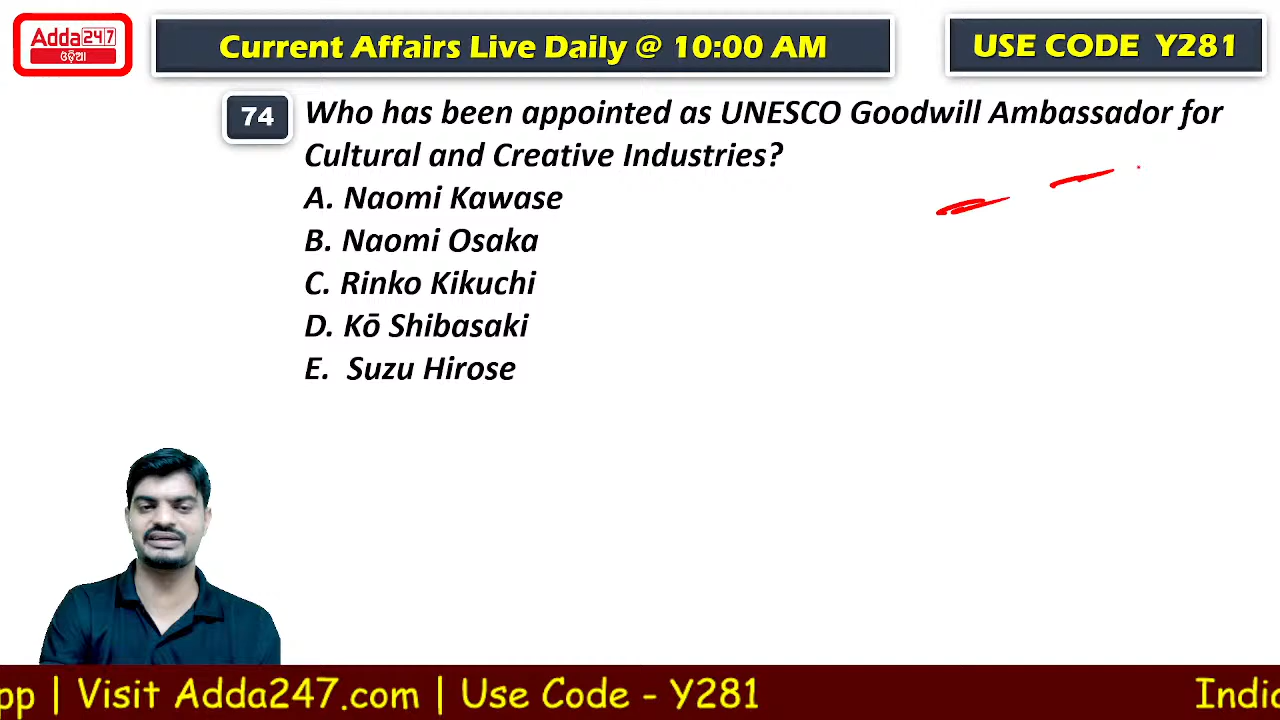 Adda247
ଓଡ଼ିଆ
Current Affairs Live Daily @ 10:00 AM
USE CODE Y281
74 Who has been appointed as UNESCO Goodwill Ambassador for
Cultural and Creative Industries?
A. Naomi Kawase
B. Naomi Osaka
C. Rinko Kikuchi
D. Kō Shibasaki
E. Suzu Hirose
pp | Visit Adda247.com | Use Code - Y281
India